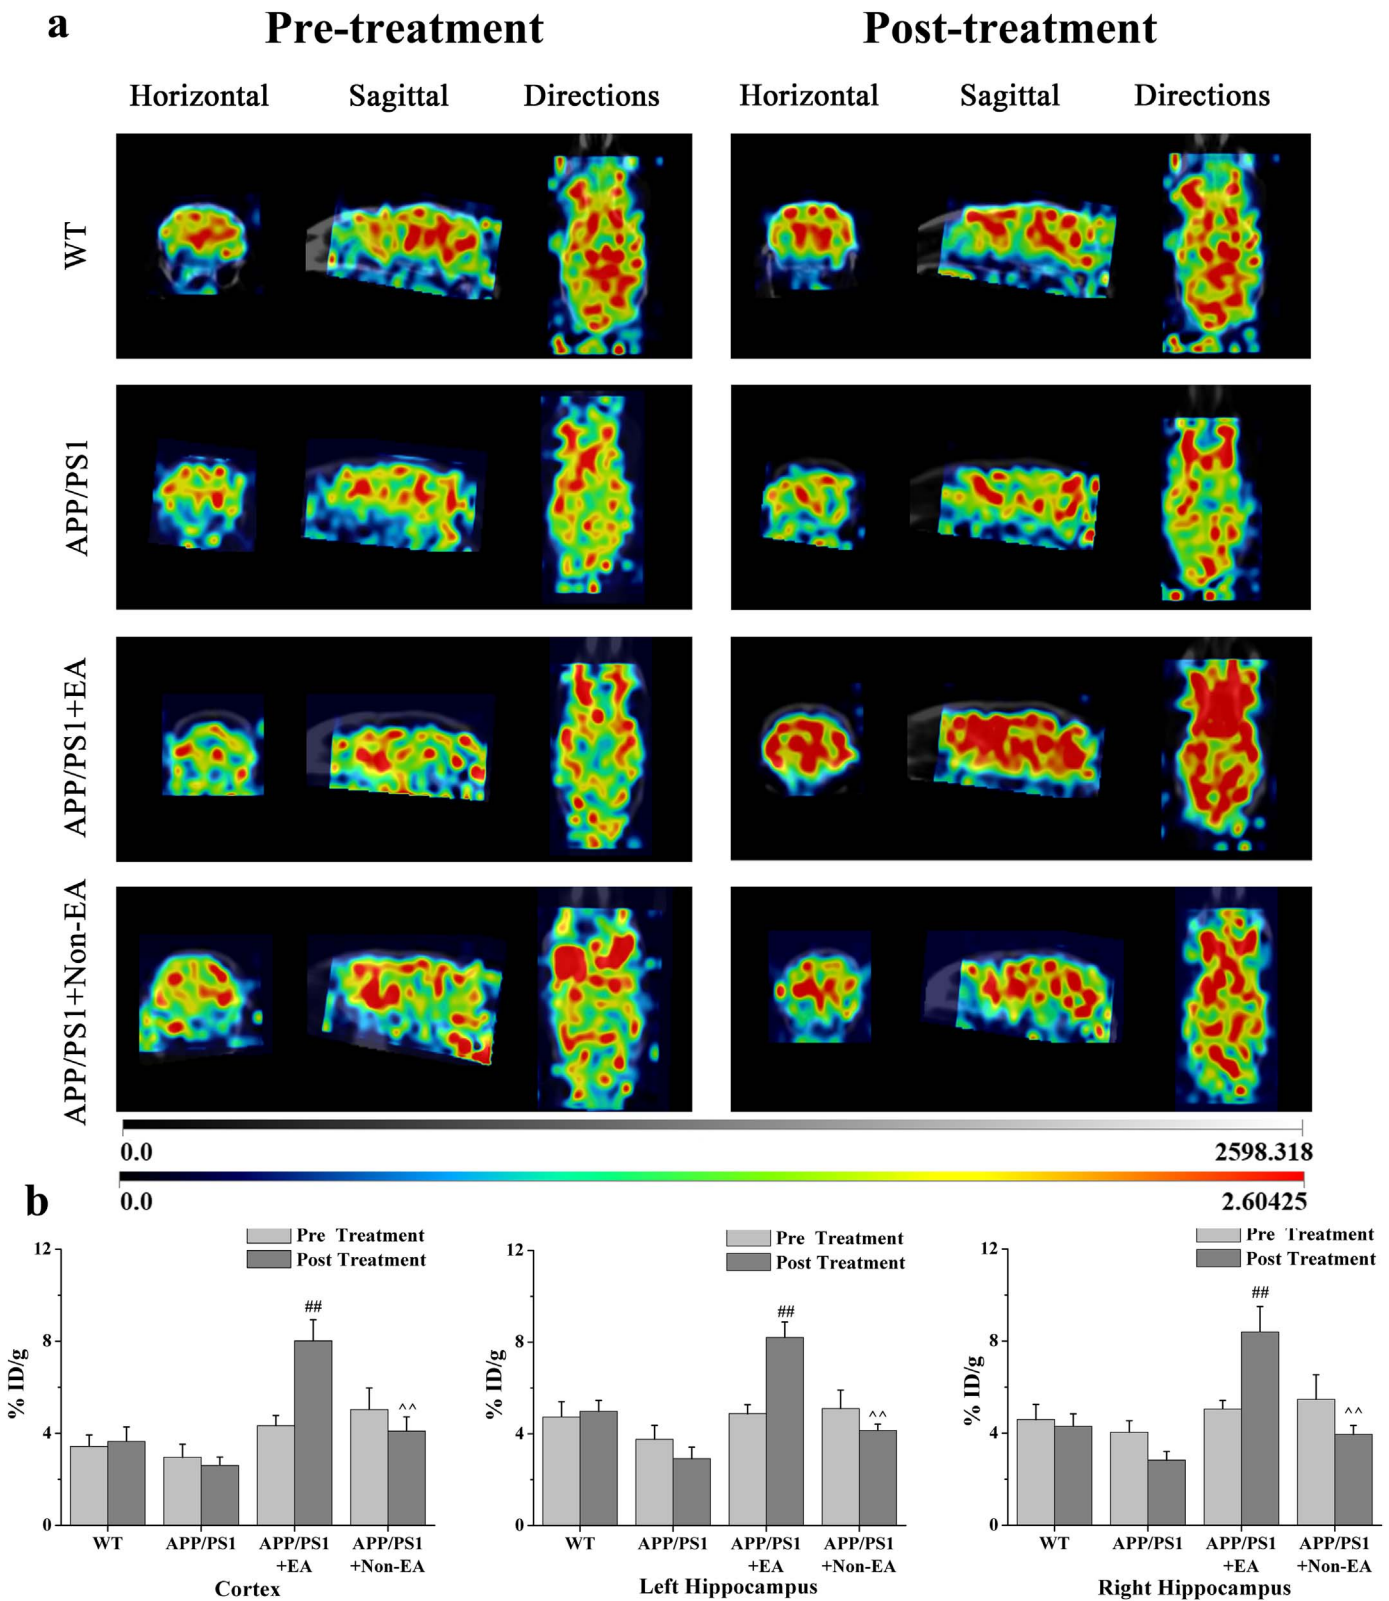 a
Pre-treatment Post-treatment
Horizontal Sagittal Directions Horizontal Sagittal Directions
WT
APP/PS1
APP/PS1+EA
APP/PS1+Non-EA
0.0 2598.318
0.0 2.60425
b
Pre Treatment
Post Treatment
12
8
4
0
% ID/g
##
^^
WT APP/PS1 APP/PS1 APP/PS1
+EA +Non-EA
Cortex
Pre Treatment
Post Treatment
12
8
4
0
% ID/g
##
^^
WT APP/PS1 APP/PS1 APP/PS1
+EA +Non-EA
Left Hippocampus
Pre Treatment
Post Treatment
12
8
4
0
% ID/g
##
^^
WT APP/PS1 APP/PS1 APP/PS1
+EA +Non-EA
Right Hippocampus